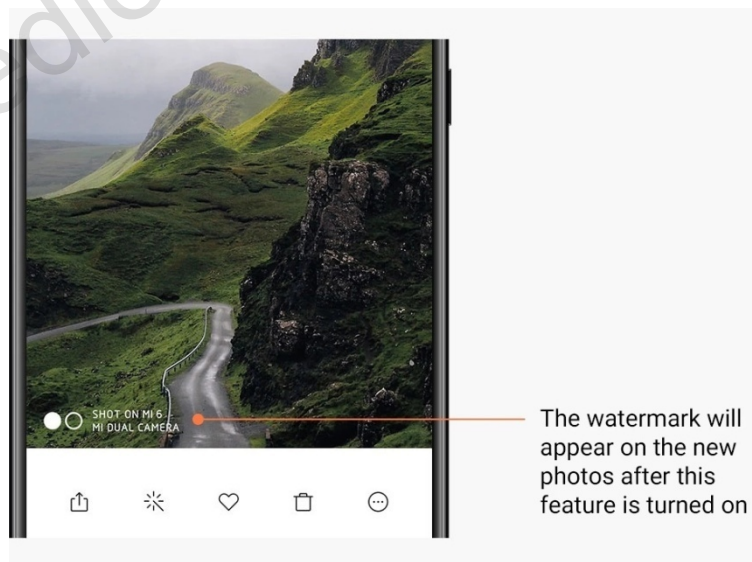 SHOT ON MI 6
MI DUAL CAMERA
The watermark will
appear on the new
photos after this
feature is turned on